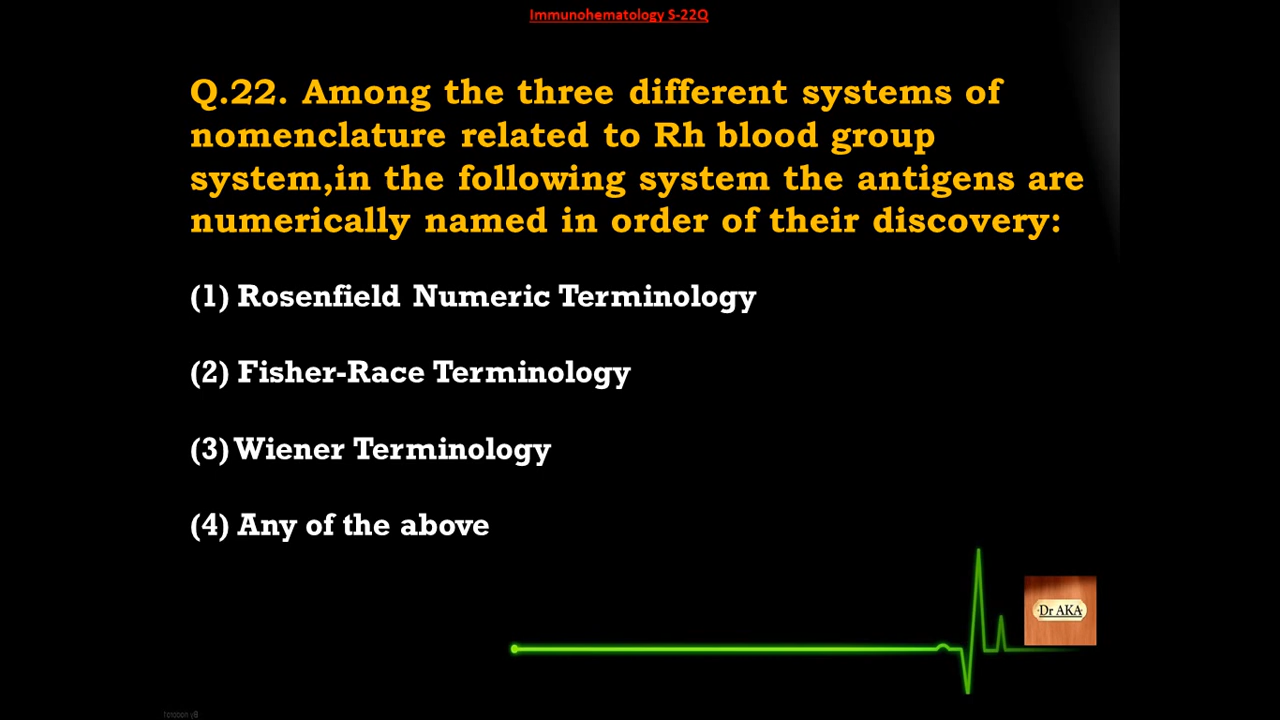 Immunohematology S-22Q
Q.22. Among the three different systems of
nomenclature related to Rh blood group
system,in the following system the antigens are
numerically named in order of their discovery:
(1) Rosenfield Numeric Terminology
(2) Fisher-Race Terminology
(3) Wiener Terminology
(4) Any of the above
Dr AKA